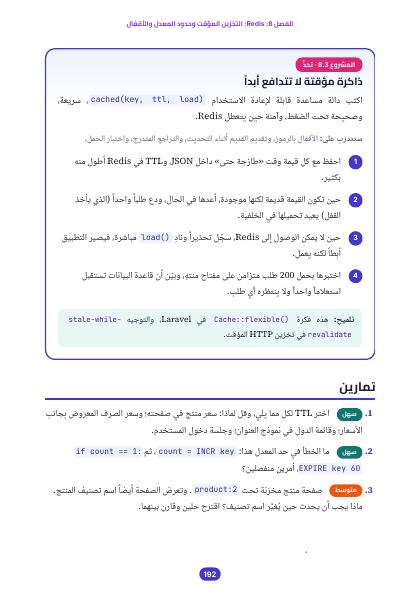 الفصل 8: Redis: التخزين المؤقت وحدود المعدل والأقفال
المشروع 8.3 · تحدٍّ
ذاكرة مؤقتة لا تتدافع أبداً
اكتب دالة مساعدة قابلة لإعادة الاستخدام cached(key, ttl, load)، سريعة،
وصحيحة تحت الضغط، وآمنة حين يتعطل Redis.
ستتدرب على: الأقفال بالرموز، وتقديم القديم أثناء التحديث، والتراجع المتدرج، واختبار الحمل.
1 احفظ مع كل قيمة وقت «طازجة حتى» داخل JSON، وTTL في Redis أطول منه
بكثير.
2 حين تكون القيمة قديمة لكنها موجودة، أعدها في الحال، ودع طلباً واحداً (الذي يأخذ
القفل) يعيد تحميلها في الخلفية.
3 حين لا يمكن الوصول إلى Redis، سجّل تحذيراً ونادِ load() مباشرة، فيصير التطبيق
أبطأ لكنه يعمل.
4 اختبرها بحمل 200 طلب متزامن على مفتاح منتهٍ، وبيّن أن قاعدة البيانات تستقبل
استعلاماً واحداً ولا ينتظره أي طلب.
تلميح: هذه فكرة Cache::flexible() في Laravel، والتوجيه stale-while-
revalidate في تخزين HTTP المؤقت.
تمارين
1. سهل اختر TTL لكل مما يلي، وقل لماذا: سعر منتج في صفحته؛ وسعر الصرف المعروض بجانب
الأسعار؛ وقائمة الدول في نموذج العنوان؛ وجلسة دخول المستخدم.
2. سهل ما الخطأ في حد المعدل هذا: count = INCR key، ثم if count == 1:
EXPIRE key 60، أمرين منفصلين؟
3. متوسط صفحة منتج مخزنة تحت product:2. وتعرض الصفحة أيضاً اسم تصنيف المنتج.
ماذا يجب أن يحدث حين يُغيَّر اسم تصنيف؟ اقترح حلين وقارن بينهما.
192